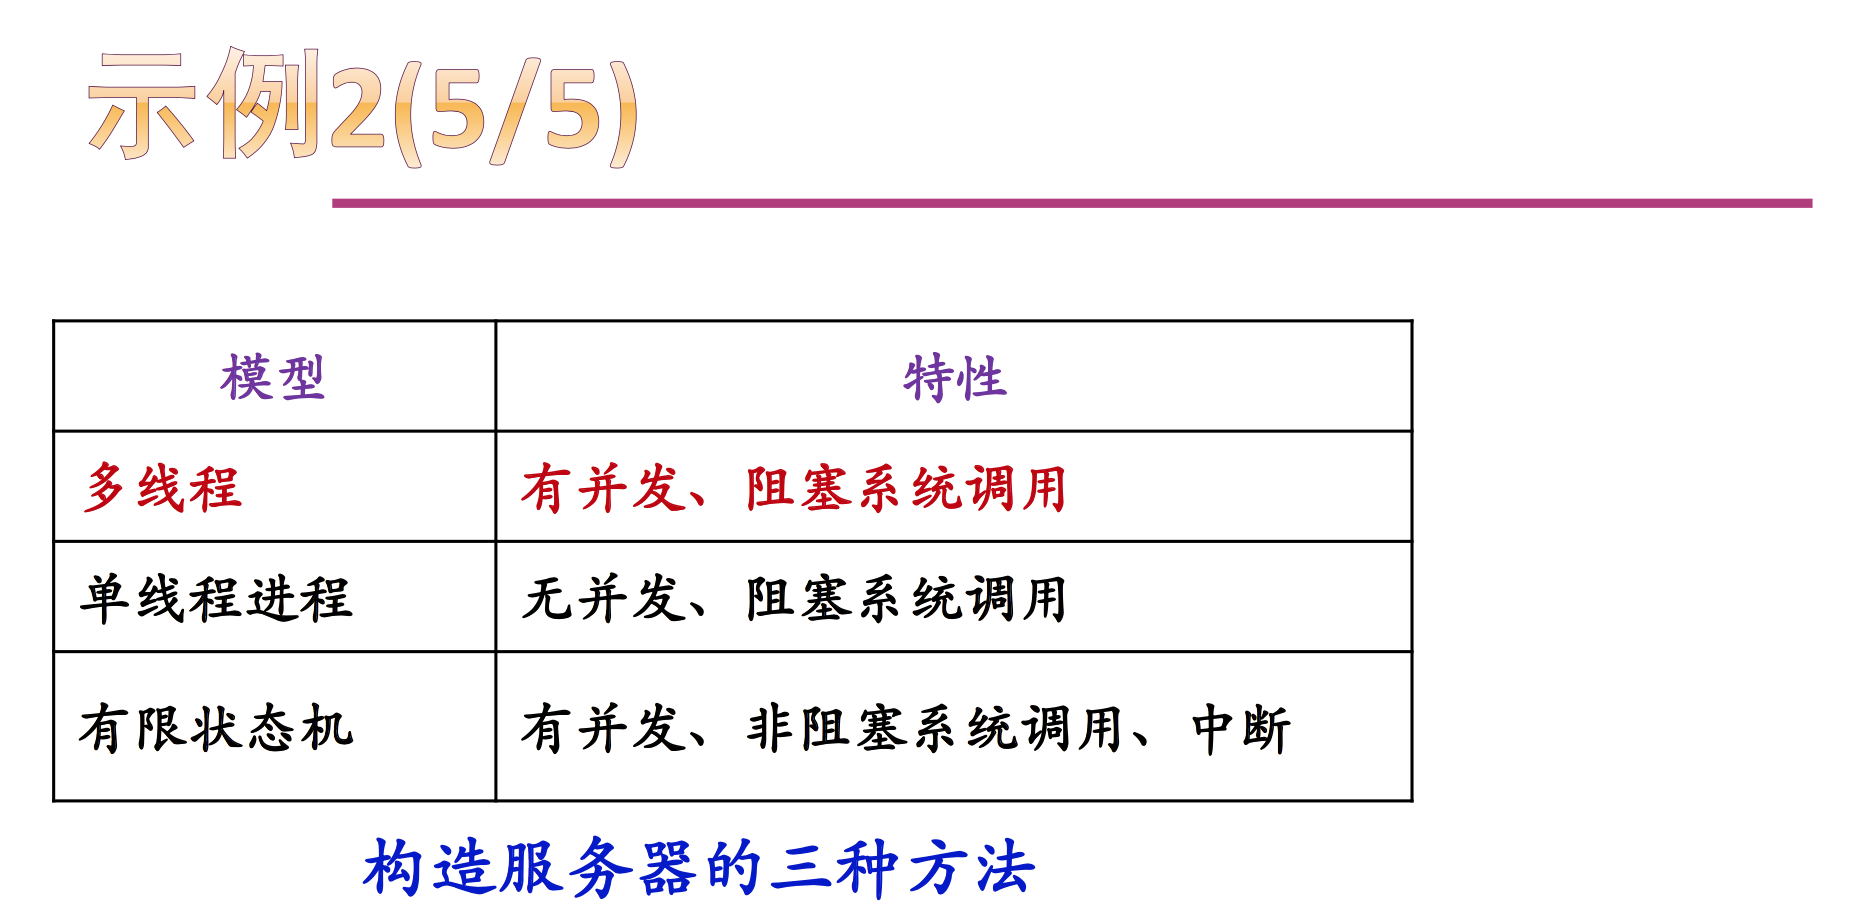 示例2(5/5)
模型 特性
多线程 有并发、阻塞系统调用
单线程进程 无并发、阻塞系统调用
有限状态机 有并发、非阻塞系统调用、中断
构造服务器的三种方法